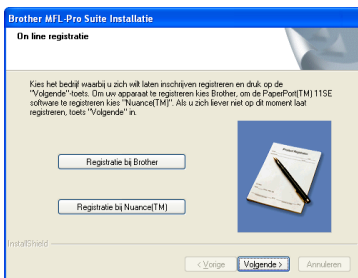 Brother MFL-Pro Suite Installatie
On line registratie
Kies het bedrijf waarbij u zich wilt laten inschrijven registreren en druk op de
"Volgende"-toets. Om uw apparaat te registreren kies Brother, om de PaperPort(TM) 11SE
software te registreren kies "Nuance(TM)". Als u zich liever niet op dit moment laat
registreren, toets "Volgende" in.
Registratie bij Brother
Registratie bij Nuance(TM)
Product Registration
InstallShield
< Vorige
Volgende >
Annuleren